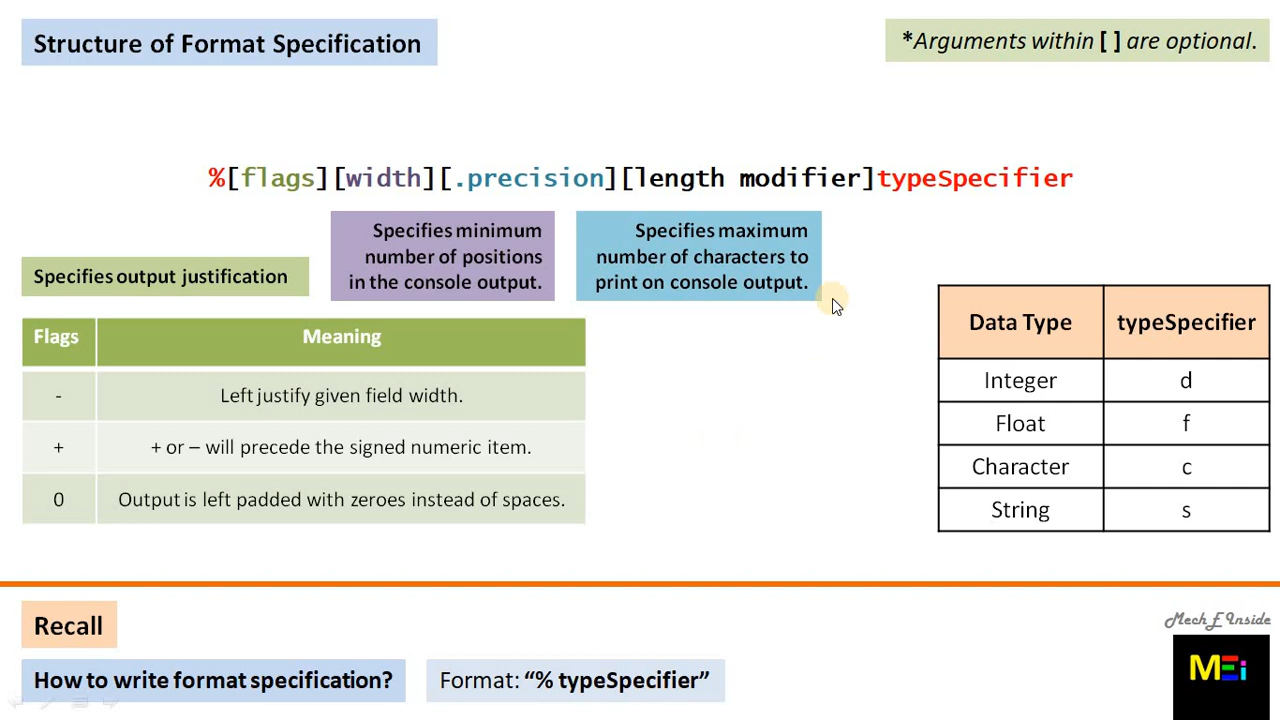 Structure of Format Specification
*Arguments within [ ] are optional.
%[flags][width][.precision][length modifier]typeSpecifier
Specifies output justification
Specifies minimum
number of positions
in the console output.
Specifies maximum
number of characters to
print on console output.
Flags Meaning
- Left justify given field width.
+ + or – will precede the signed numeric item.
0 Output is left padded with zeroes instead of spaces.
Data Type typeSpecifier
Integer d
Float f
Character c
String s
Recall
How to write format specification?
Format: “% typeSpecifier”
Mech E Inside
MEi